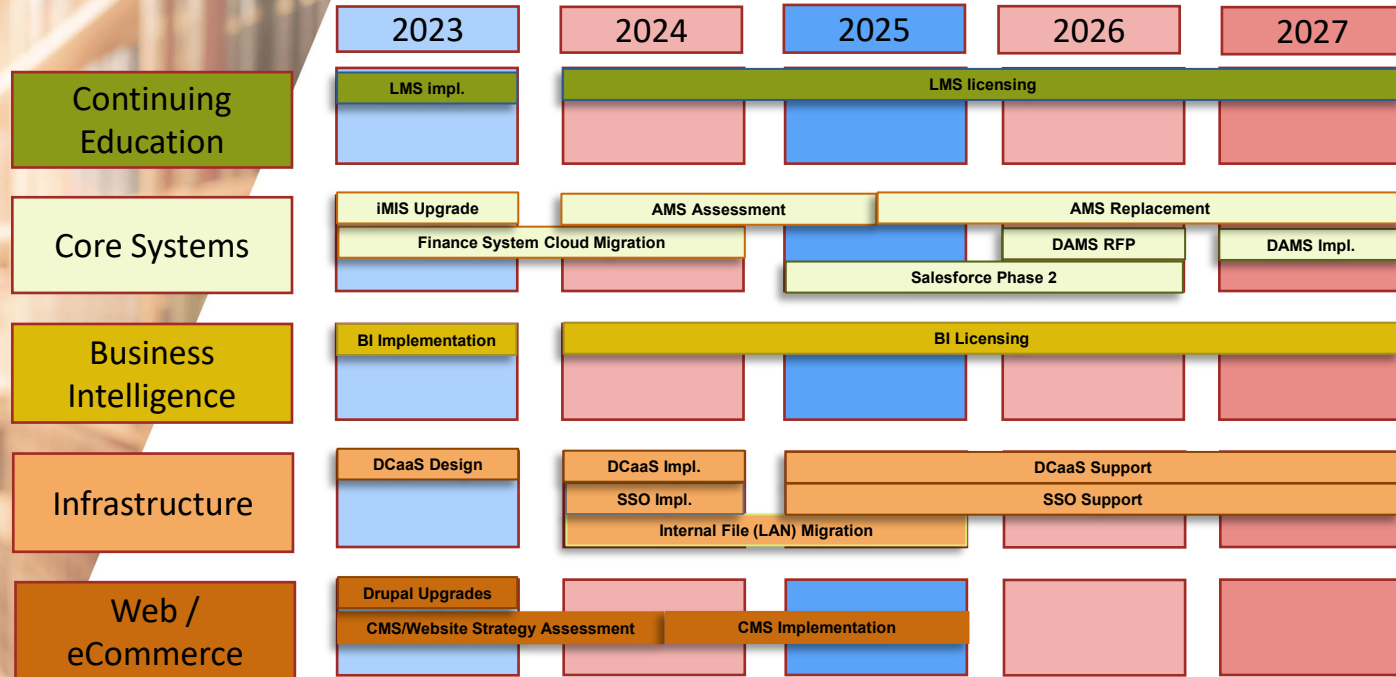 2023
2024
2025
2026
2027
Continuing
Education
LMS impl.
LMS licensing
Core Systems
iMIS Upgrade
AMS Assessment
AMS Replacement
Finance System Cloud Migration
DAMS RFP
DAMS Impl.
Salesforce Phase 2
Business
Intelligence
BI Implementation
BI Licensing
Infrastructure
DCaaS Design
DCaaS Impl.
DCaaS Support
SSO Impl.
SSO Support
Internal File (LAN) Migration
Web /
eCommerce
Drupal Upgrades
CMS/Website Strategy Assessment
CMS Implementation